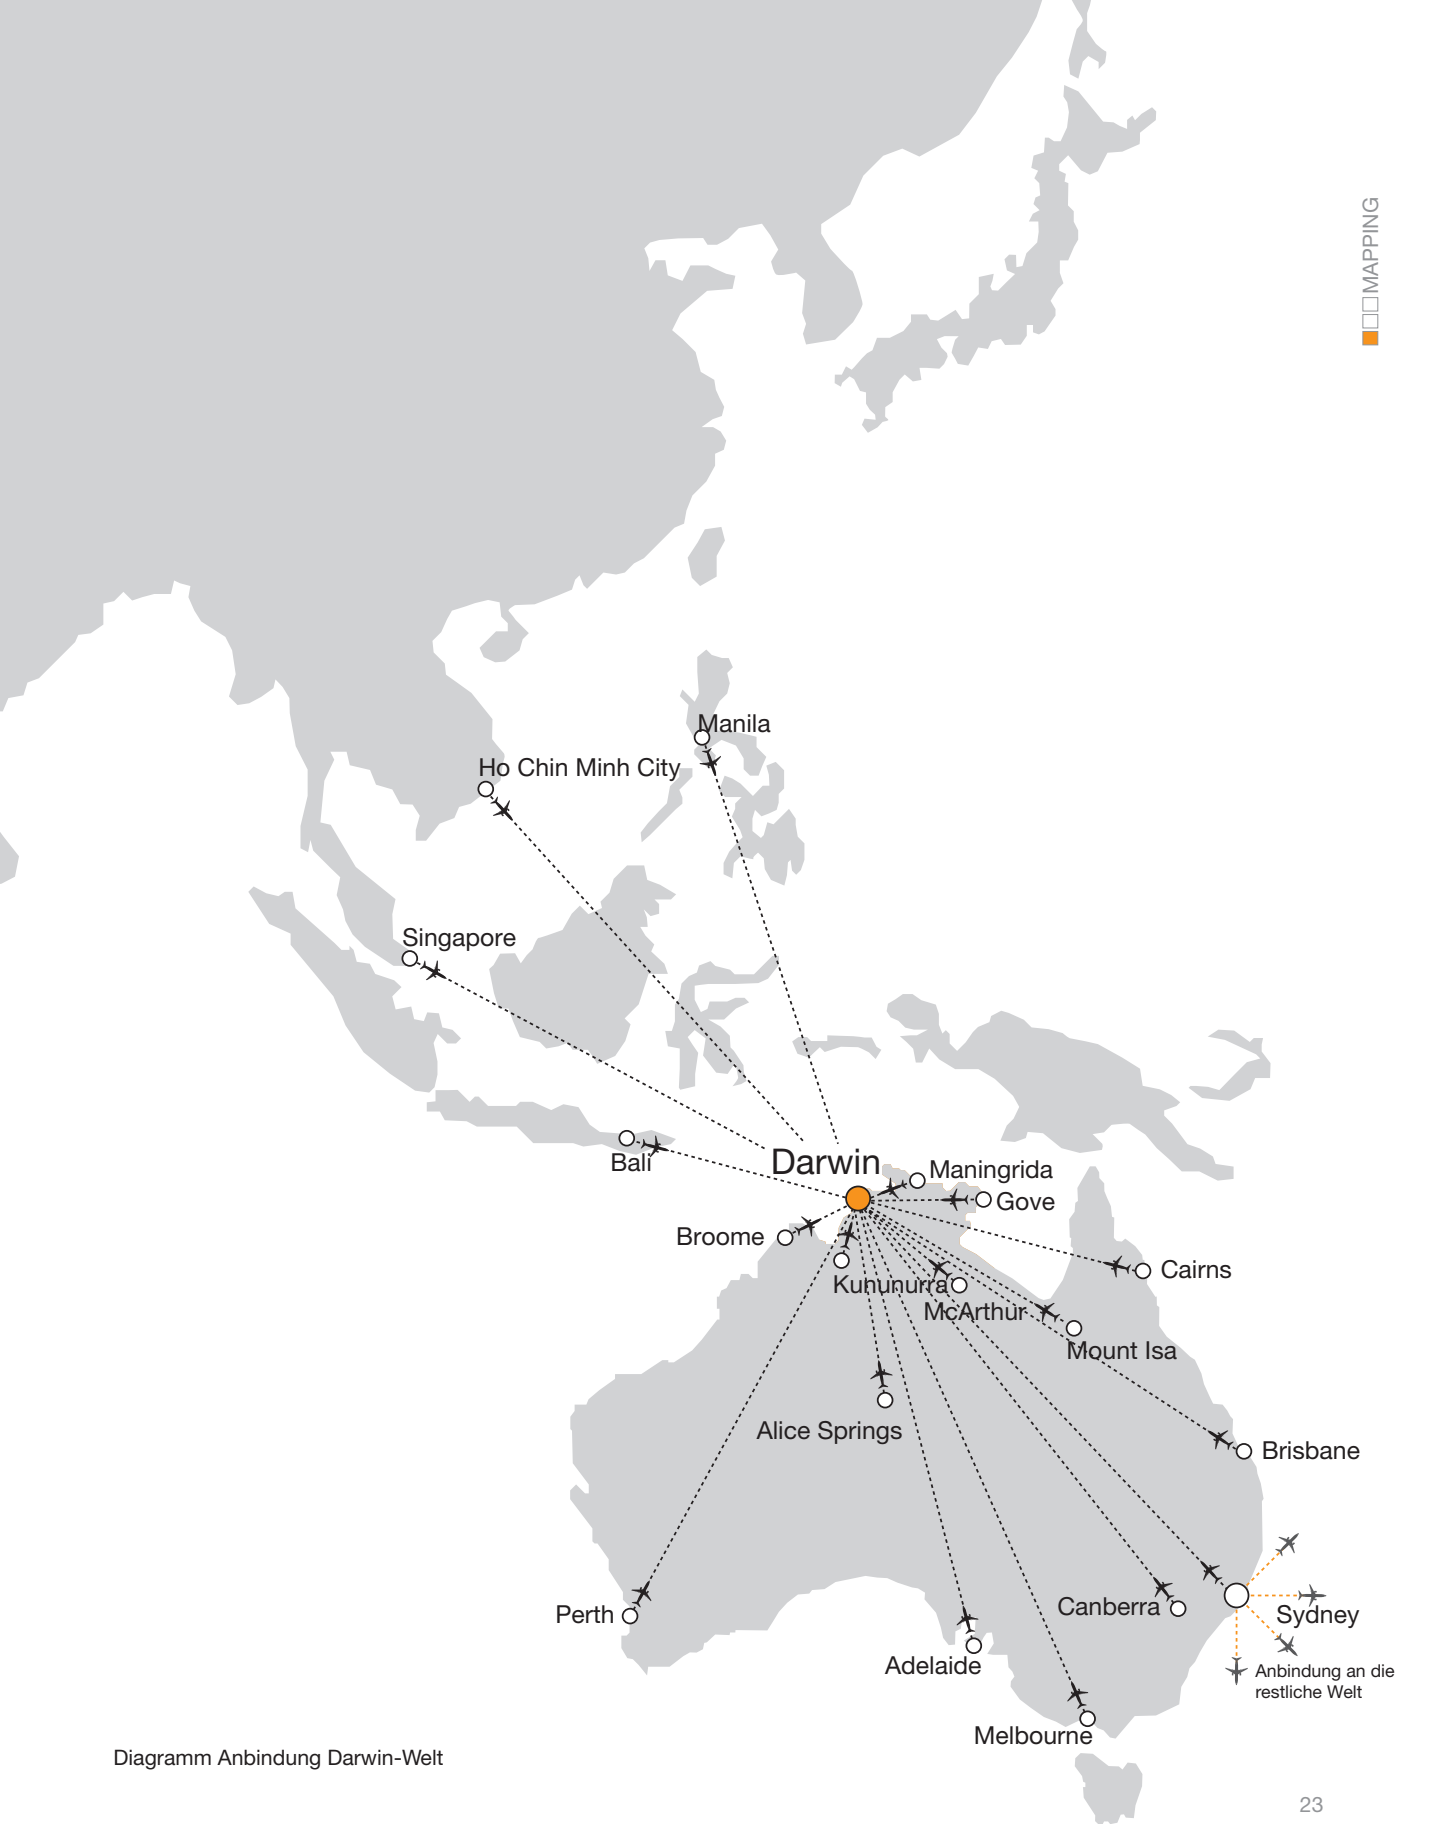 MAPPING
Manila
Ho Chin Minh City
Singapore
Bali
Darwin
Maningrida
Gove
Broome
Cairns
Kununurra
McArthur
Mount Isa
Alice Springs
Brisbane
Perth
Canberra
Sydney
Adelaide
Anbindung an die
restliche Welt
Melbourne
Diagramm Anbindung Darwin-Welt
23